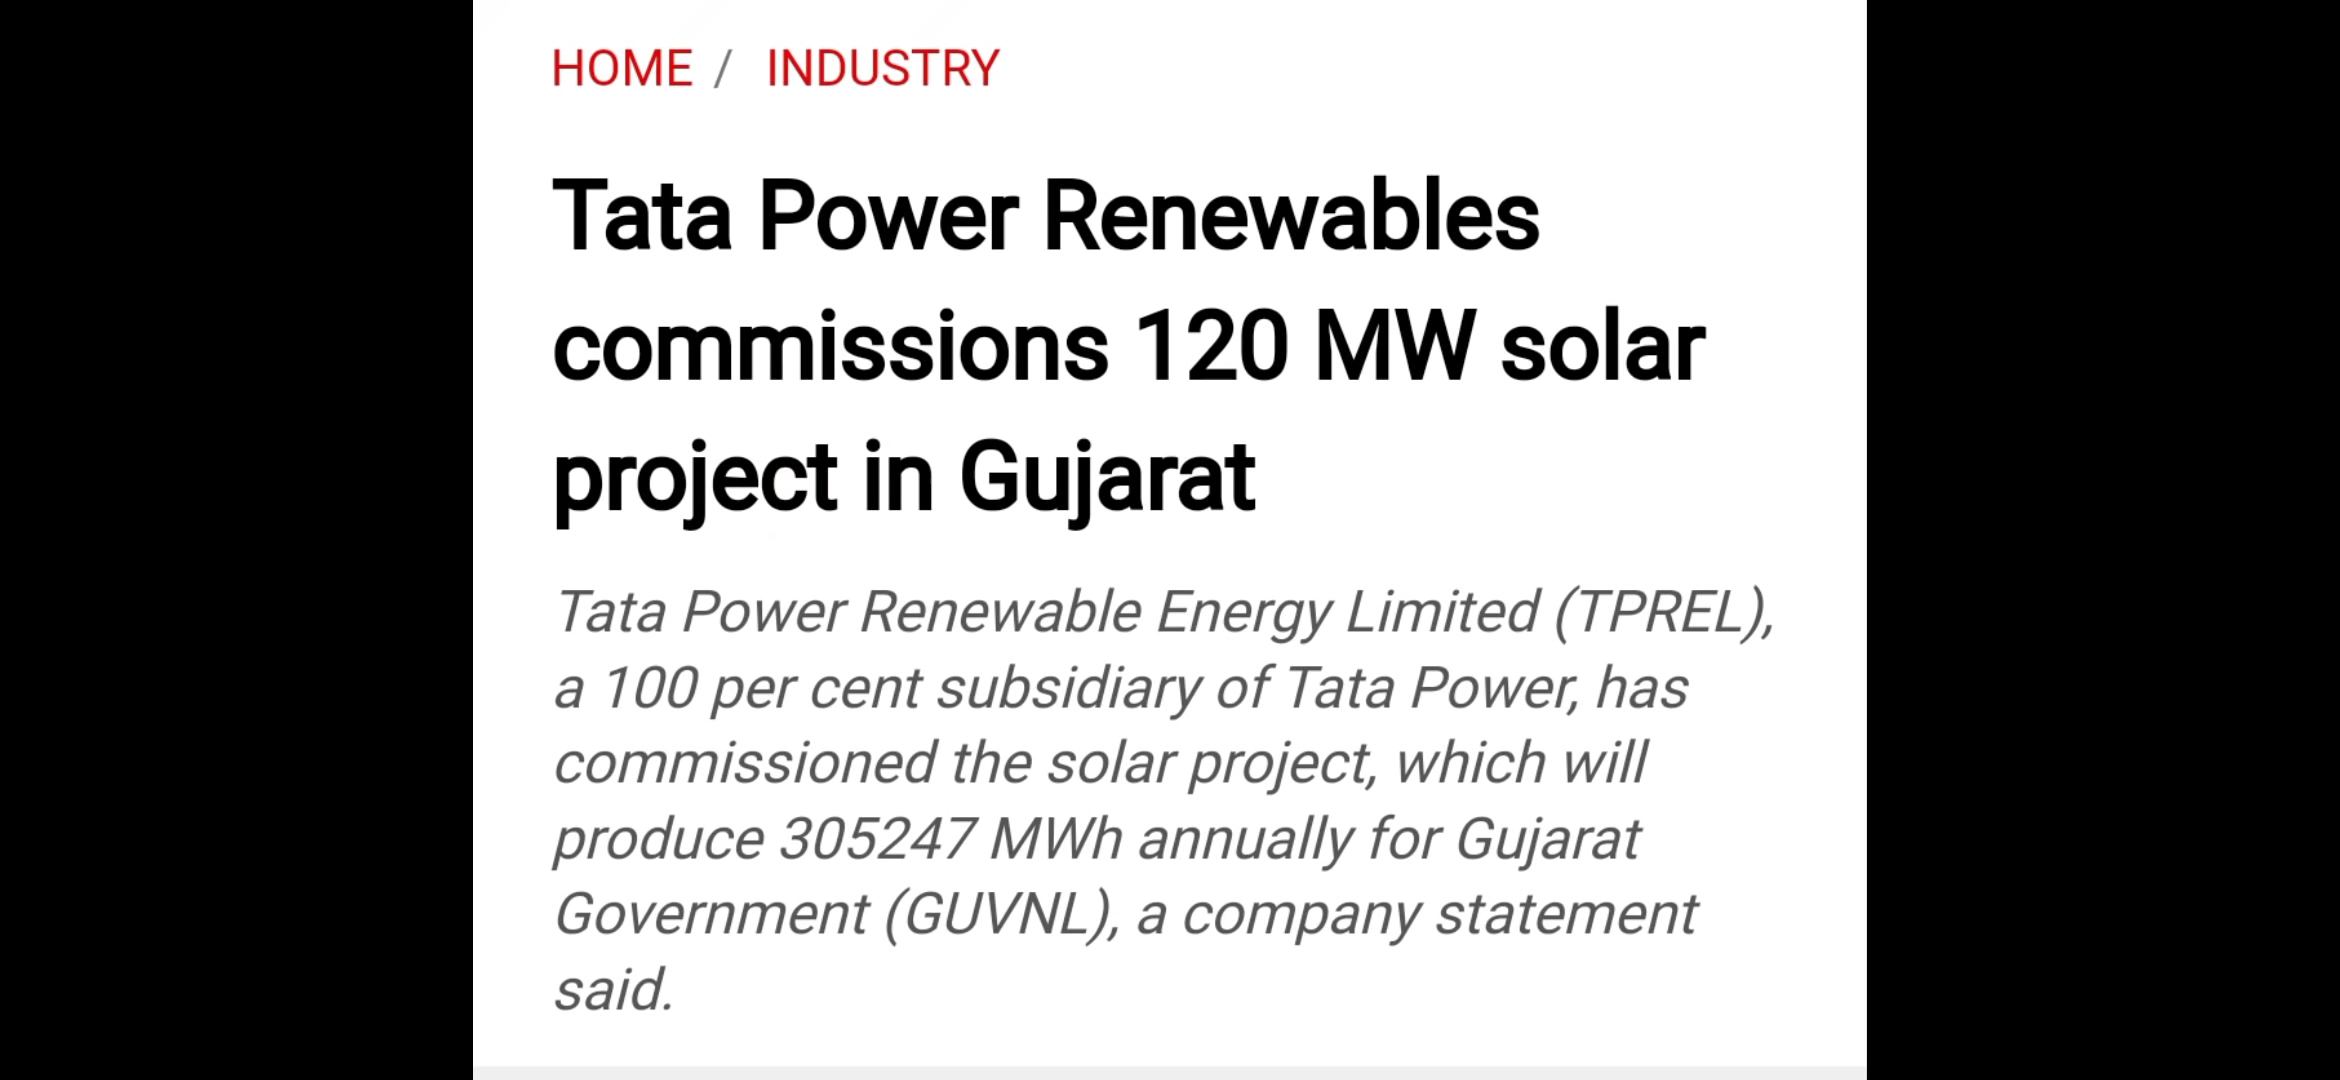 HOME / INDUSTRY
Tata Power Renewables
commissions 120 MW solar
project in Gujarat
Tata Power Renewable Energy Limited (TPREL),
a 100 per cent subsidiary of Tata Power, has
commissioned the solar project, which will
produce 305247 MWh annually for Gujarat
Government (GUVNL), a company statement
said.